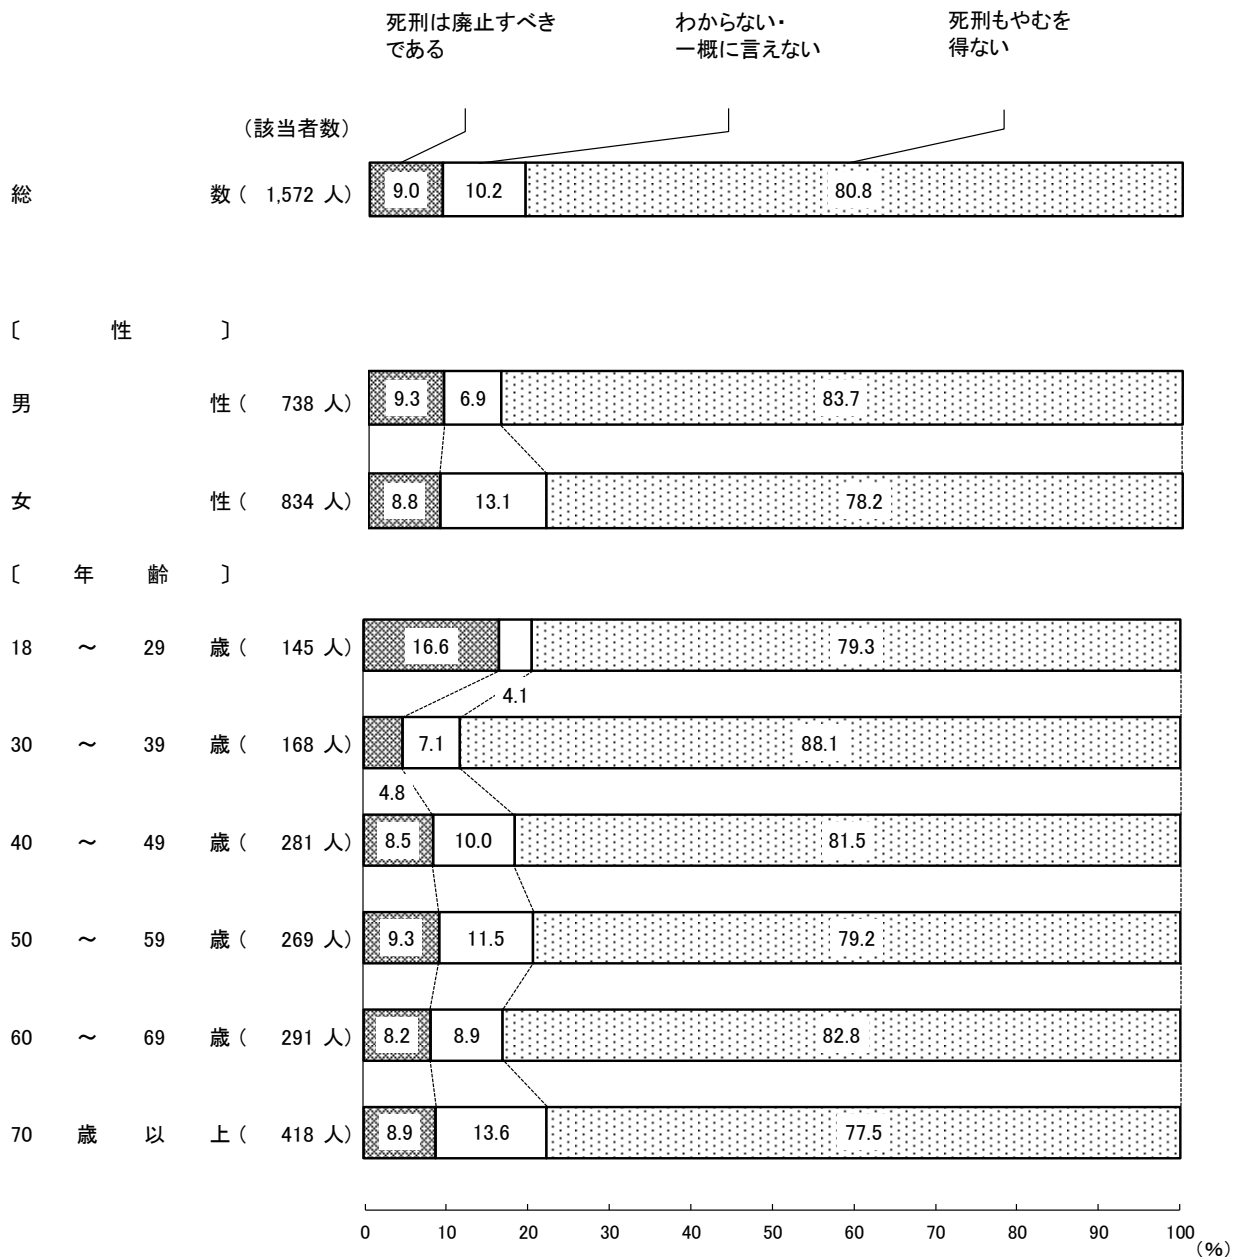 死刑は廃止すべき
である
わからない・
一概に言えない
死刑もやむを
得ない
(該当者数)
総 数 ( 1,572 人) 9.0 10.2 80.8
〔 性 〕
男 性 ( 738 人) 9.3 6.9 83.7
女 性 ( 834 人) 8.8 13.1 78.2
〔 年 齢 〕
18 ～ 29 歳 ( 145 人) 16.6 79.3
4.1
30 ～ 39 歳 ( 168 人) 7.1 88.1
4.8
40 ～ 49 歳 ( 281 人) 8.5 10.0 81.5
50 ～ 59 歳 ( 269 人) 9.3 11.5 79.2
60 ～ 69 歳 ( 291 人) 8.2 8.9 82.8
70 歳 以 上 ( 418 人) 8.9 13.6 77.5
0 10 20 30 40 50 60 70 80 90 100
(%)